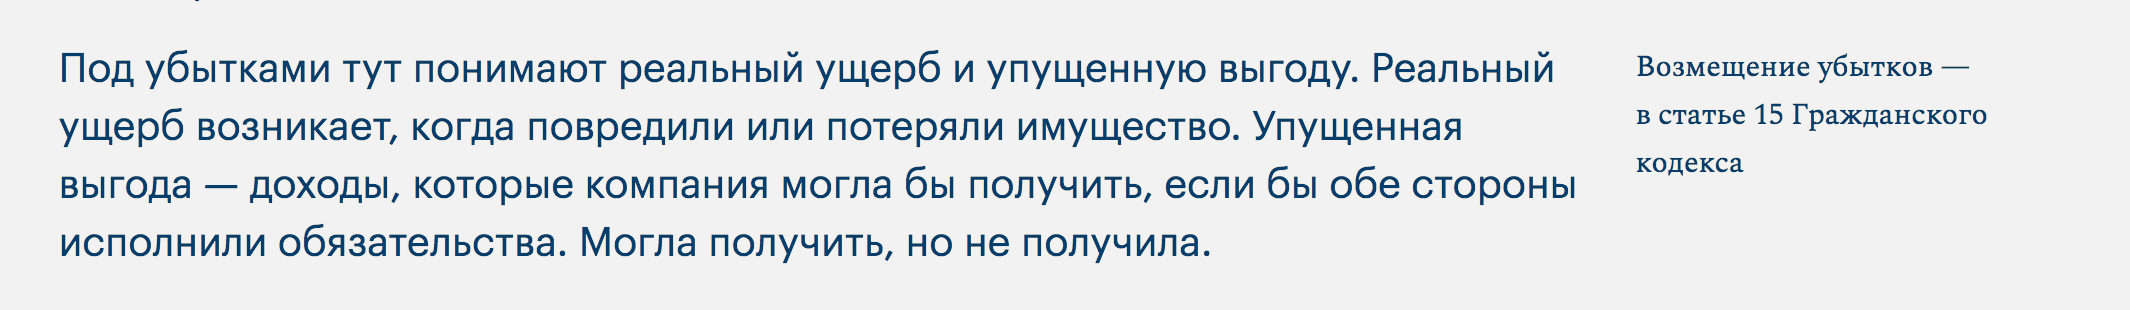 Под убытками тут понимают реальный ущерб и упущенную выгоду. Реальный
ущерб возникает, когда повредили или потеряли имущество. Упущенная
выгода — доходы, которые компания могла бы получить, если бы обе стороны
исполнили обязательства. Могла получить, но не получила.
Возмещение убытков —
в статье 15 Гражданского
кодекса